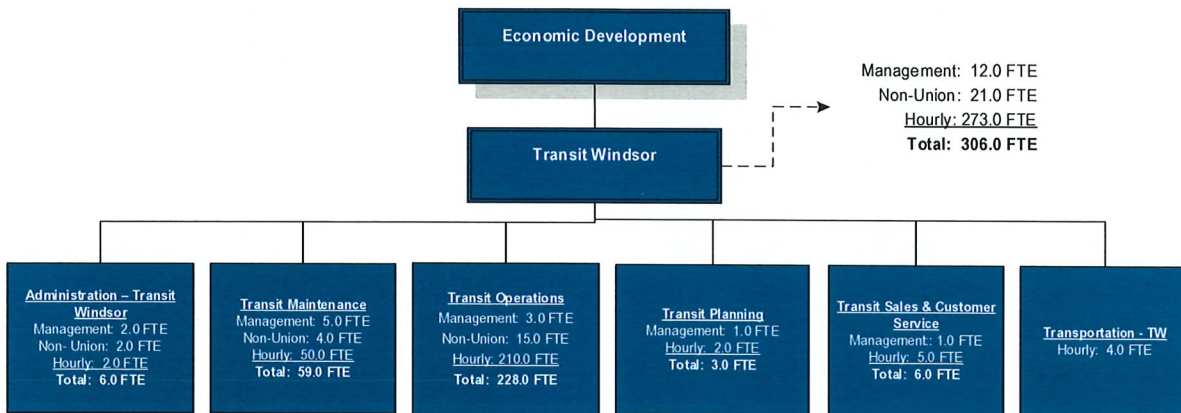 Economic Development
Management: 12.0 FTE
Non-Union: 21.0 FTE
Hourly: 273.0 FTE
Total: 306.0 FTE
Transit Windsor
Administration – Transit
Windsor
Management: 2.0 FTE
Non- Union: 2.0 FTE
Hourly: 2.0 FTE
Total: 6.0 FTE
Transit Maintenance
Management: 5.0 FTE
Non-Union: 4.0 FTE
Hourly: 50.0 FTE
Total: 59.0 FTE
Transit Operations
Management: 3.0 FTE
Non-Union: 15.0 FTE
Hourly: 210.0 FTE
Total: 228.0 FTE
Transit Planning
Management: 1.0 FTE
Hourly: 2.0 FTE
Total: 3.0 FTE
Transit Sales & Customer
Service
Management: 1.0 FTE
Hourly: 5.0 FTE
Total: 6.0 FTE
Transportation - TW
Hourly: 4.0 FTE